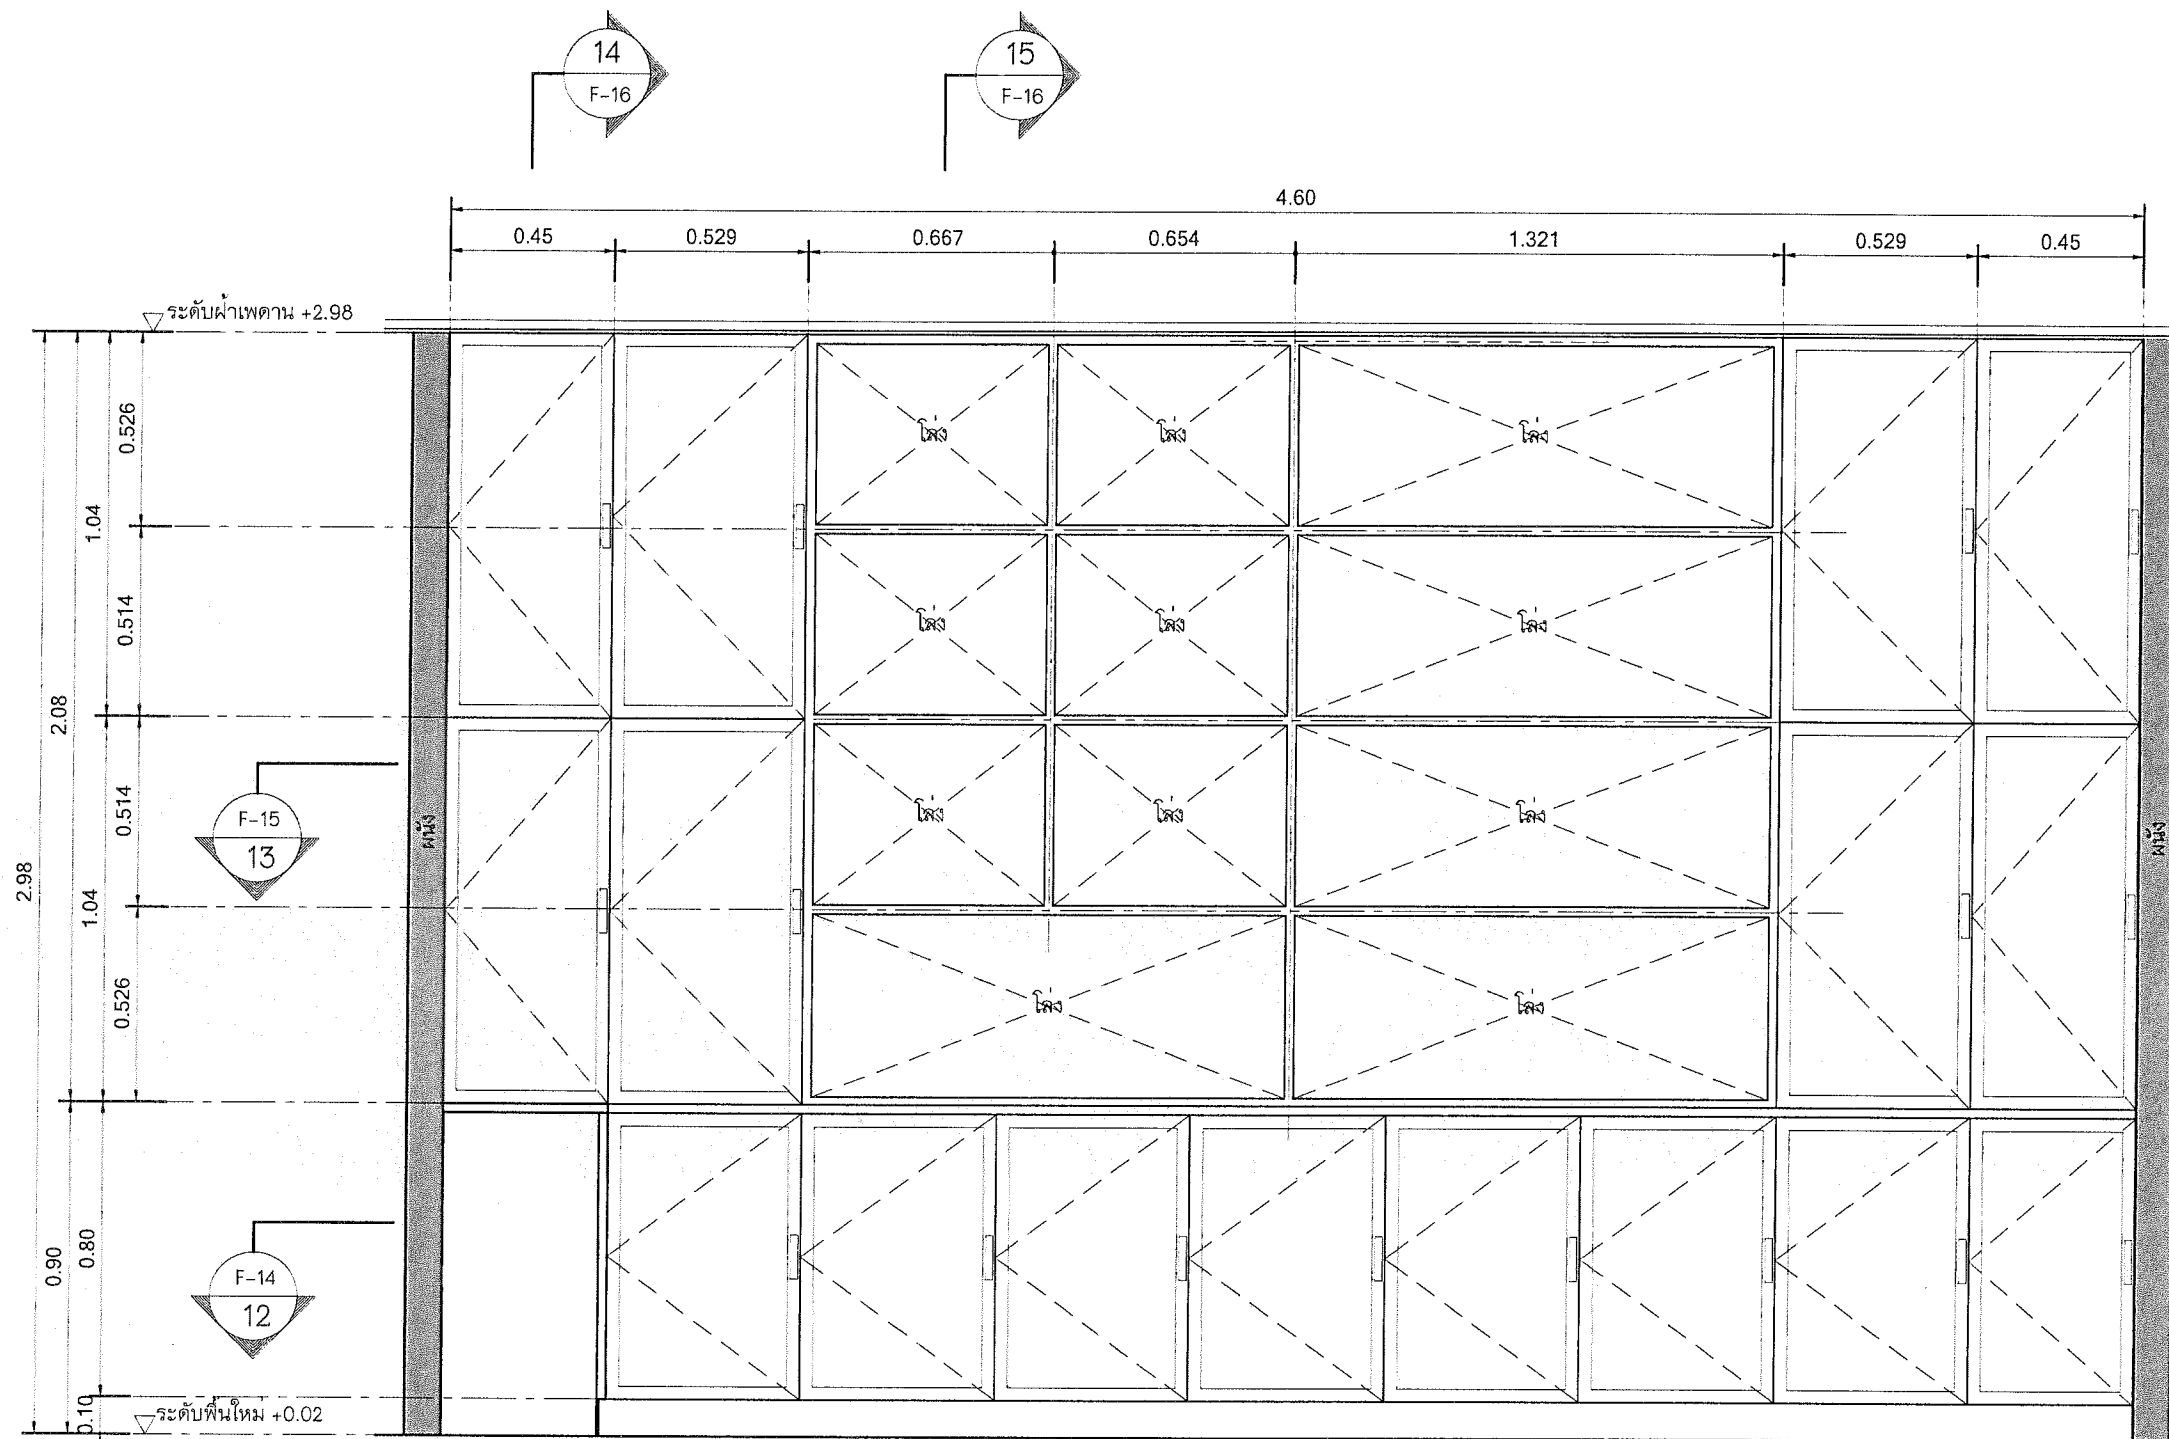 14
F-16
15
F-16
4.60
0.45 0.529 0.667 0.654 1.321 0.529 0.45
ระดับฝ้าเพดาน +2.98
0.526
1.04
0.514
2.08
2.98
0.514
1.04
0.526
0.90
0.80
0.10
โล่ง โล่ง โล่ง
โล่ง โล่ง โล่ง
โล่ง โล่ง โล่ง
โล่ง โล่ง
ผนัง
ผนัง
F-15
13
F-14
12
ระดับพื้นใหม่ +0.02